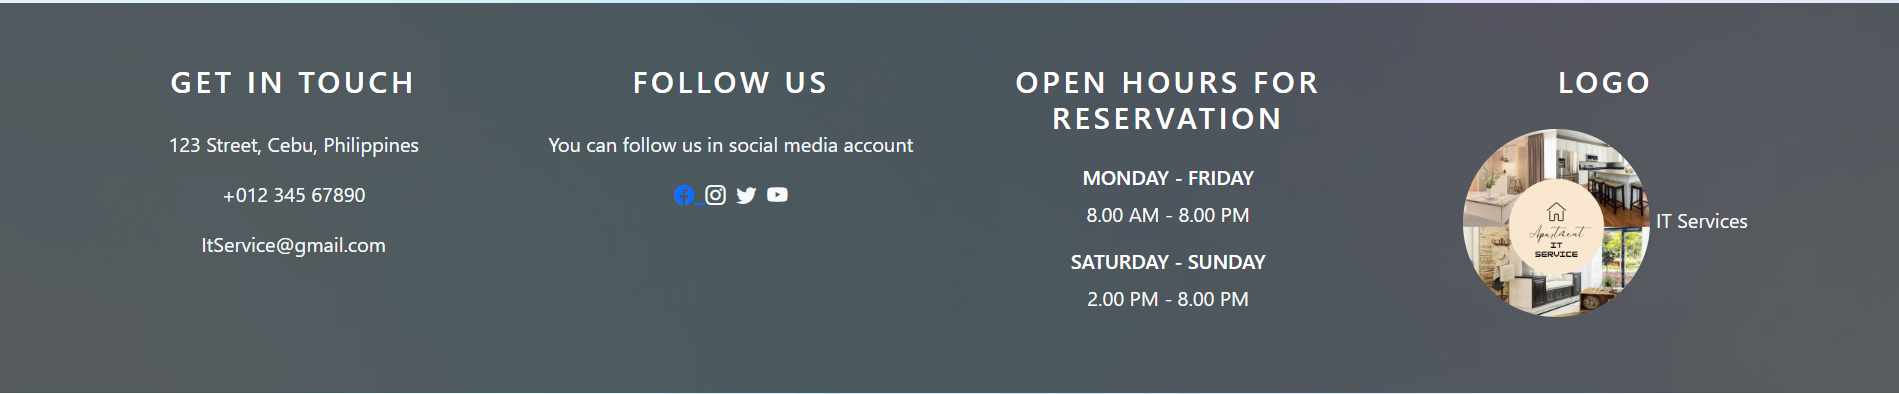 GET IN TOUCH
123 Street, Cebu, Philippines
+012 345 67890
ItService@gmail.com
FOLLOW US
You can follow us in social media account
OPEN HOURS FOR
RESERVATION
MONDAY - FRIDAY
8.00 AM - 8.00 PM
SATURDAY - SUNDAY
2.00 PM - 8.00 PM
LOGO
Apartment
IT
SERVICE
IT Services